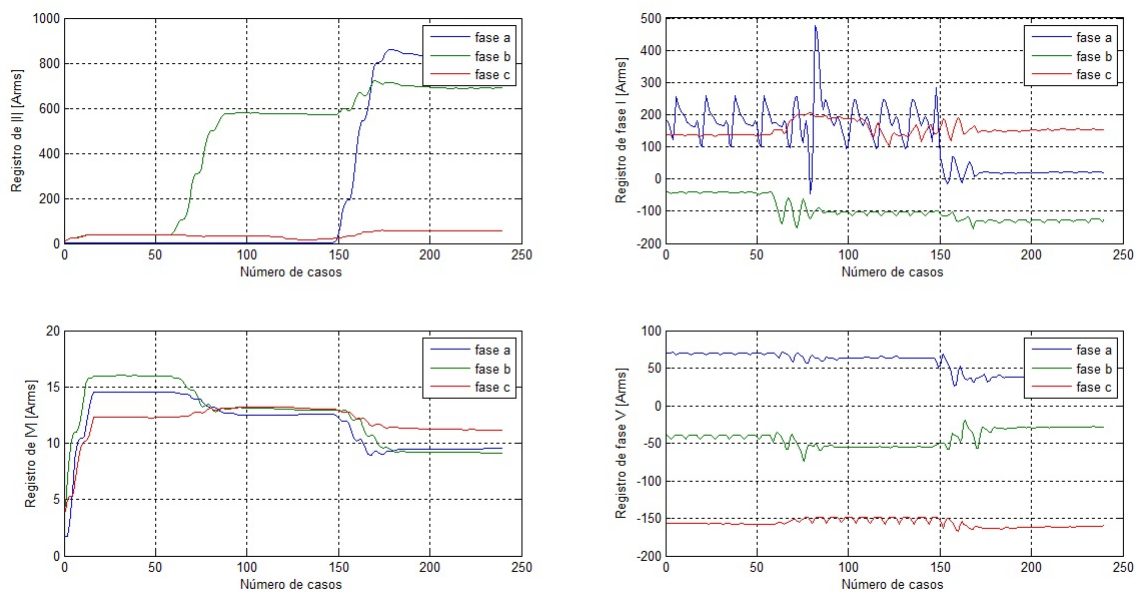 Registro de |I| [Arms]
1000
800
600
400
200
0
0 50 100 150 200 250
Número de casos
fase a
fase b
fase c
Registro de fase I [Arms]
500
400
300
200
100
0
-100
-200
0 50 100 150 200 250
Número de casos
fase a
fase b
fase c
Registro de |V| [Arms]
20
15
10
5
0
0 50 100 150 200 250
Número de casos
fase a
fase b
fase c
Registro de fase V [Arms]
100
50
0
-50
-100
-150
-200
0 50 100 150 200 250
Número de casos
fase a
fase b
fase c